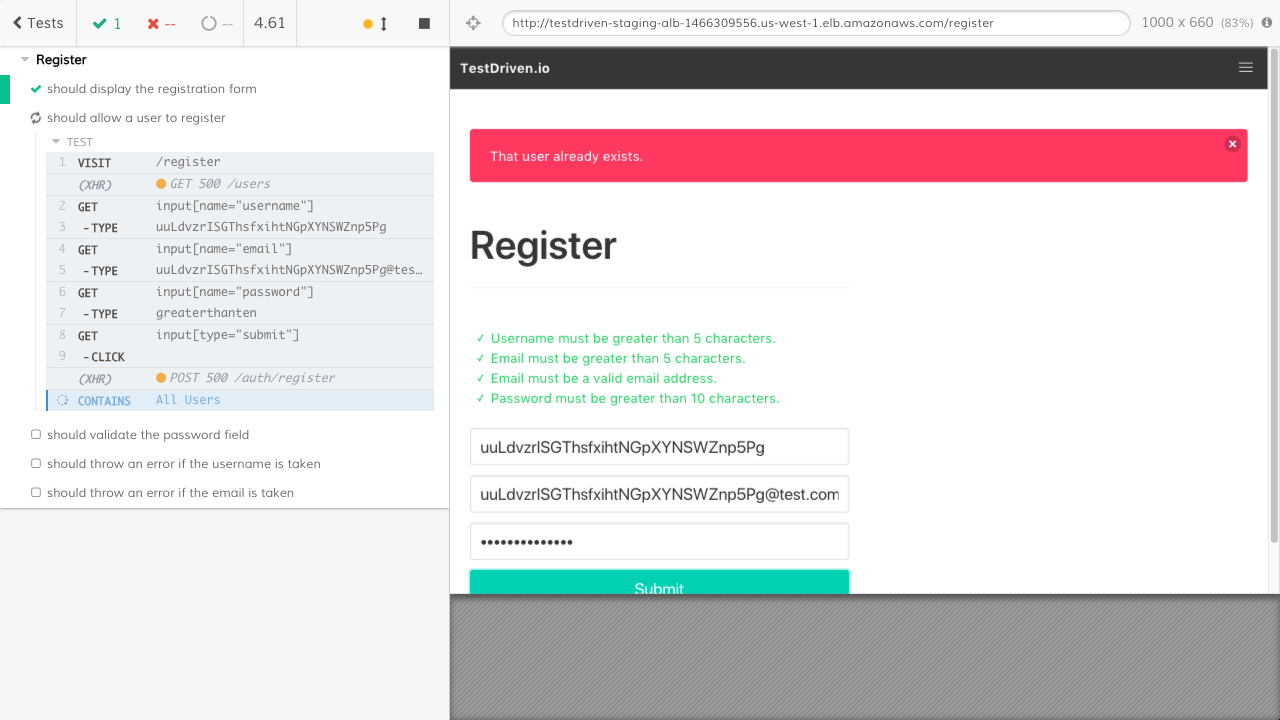 Tests
1
--
--
4.61
http://testdriven-staging-alb-1466309556.us-west-1.elb.amazonaws.com/register
1000 x 660 (83%)
Register
should display the registration form
should allow a user to register
TEST
1 VISIT /register
(XHR) GET 500 /users
2 GET input[name="username"]
3 -TYPE uuLdvzrISGThsfxihtNGpXYNSWZnp5Pg
4 GET input[name="email"]
5 -TYPE uuLdvzrISGThsfxihtNGpXYNSWZnp5Pg@tes…
6 GET input[name="password"]
7 -TYPE greaterthanten
8 GET input[type="submit"]
9 -CLICK
(XHR) POST 500 /auth/register
CONTAINS All Users
should validate the password field
should throw an error if the username is taken
should throw an error if the email is taken
TestDriven.io
That user already exists.
Register
✓ Username must be greater than 5 characters.
✓ Email must be greater than 5 characters.
✓ Email must be a valid email address.
✓ Password must be greater than 10 characters.
uuLdvzrISGThsfxihtNGpXYNSWZnp5Pg
uuLdvzrISGThsfxihtNGpXYNSWZnp5Pg@test.com
••••••••••••••
Submit